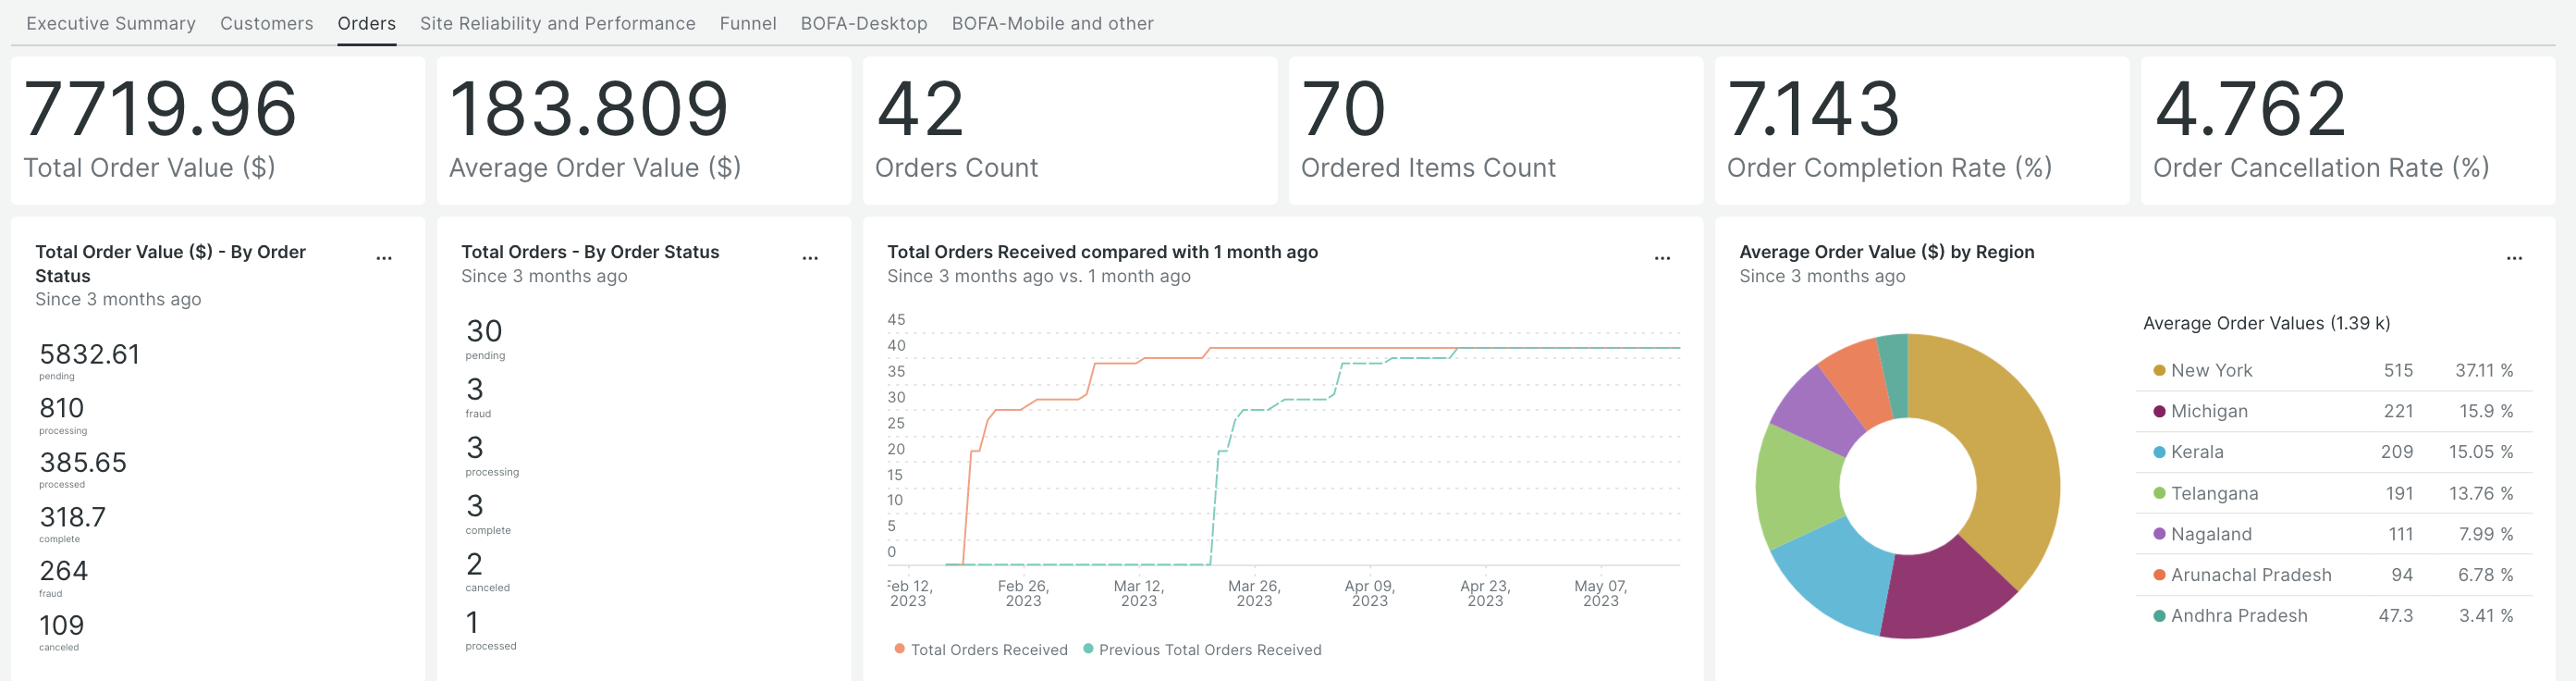 Executive Summary Customers Orders Site Reliability and Performance Funnel BOFA-Desktop BOFA-Mobile and other
7719.96
Total Order Value ($)
183.809
Average Order Value ($)
42
Orders Count
70
Ordered Items Count
7.143
Order Completion Rate (%)
4.762
Order Cancellation Rate (%)
Total Order Value ($) - By Order
Status
Since 3 months ago
...
5832.61
pending
810
processing
385.65
processed
318.7
complete
264
fraud
109
canceled
Total Orders - By Order Status
Since 3 months ago
...
30
pending
3
fraud
3
processing
3
complete
2
canceled
1
processed
Total Orders Received compared with 1 month ago
Since 3 months ago vs. 1 month ago
...
45
40
35
30
25
20
15
10
5
0
Feb 12,
2023
Feb 26,
2023
Mar 12,
2023
Mar 26,
2023
Apr 09,
2023
Apr 23,
2023
May 07,
2023
Total Orders Received Previous Total Orders Received
Average Order Value ($) by Region
Since 3 months ago
...
Average Order Values (1.39 k)
New York 515 37.11 %
Michigan 221 15.9 %
Kerala 209 15.05 %
Telangana 191 13.76 %
Nagaland 111 7.99 %
Arunachal Pradesh 94 6.78 %
Andhra Pradesh 47.3 3.41 %